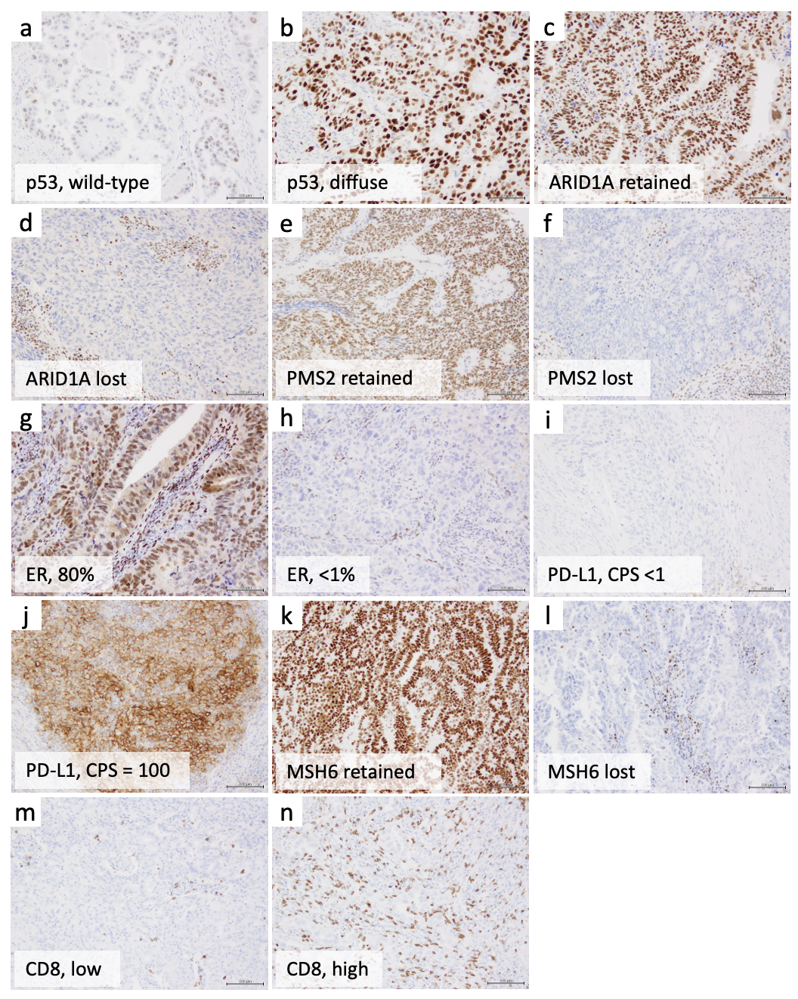 a
p53, wild-type
b
p53, diffuse
c
ARID1A retained
d
ARID1A lost
e
PMS2 retained
f
PMS2 lost
g
ER, 80%
h
ER, <1%
i
PD-L1, CPS <1
j
PD-L1, CPS = 100
k
MSH6 retained
l
MSH6 lost
m
CD8, low
n
CD8, high